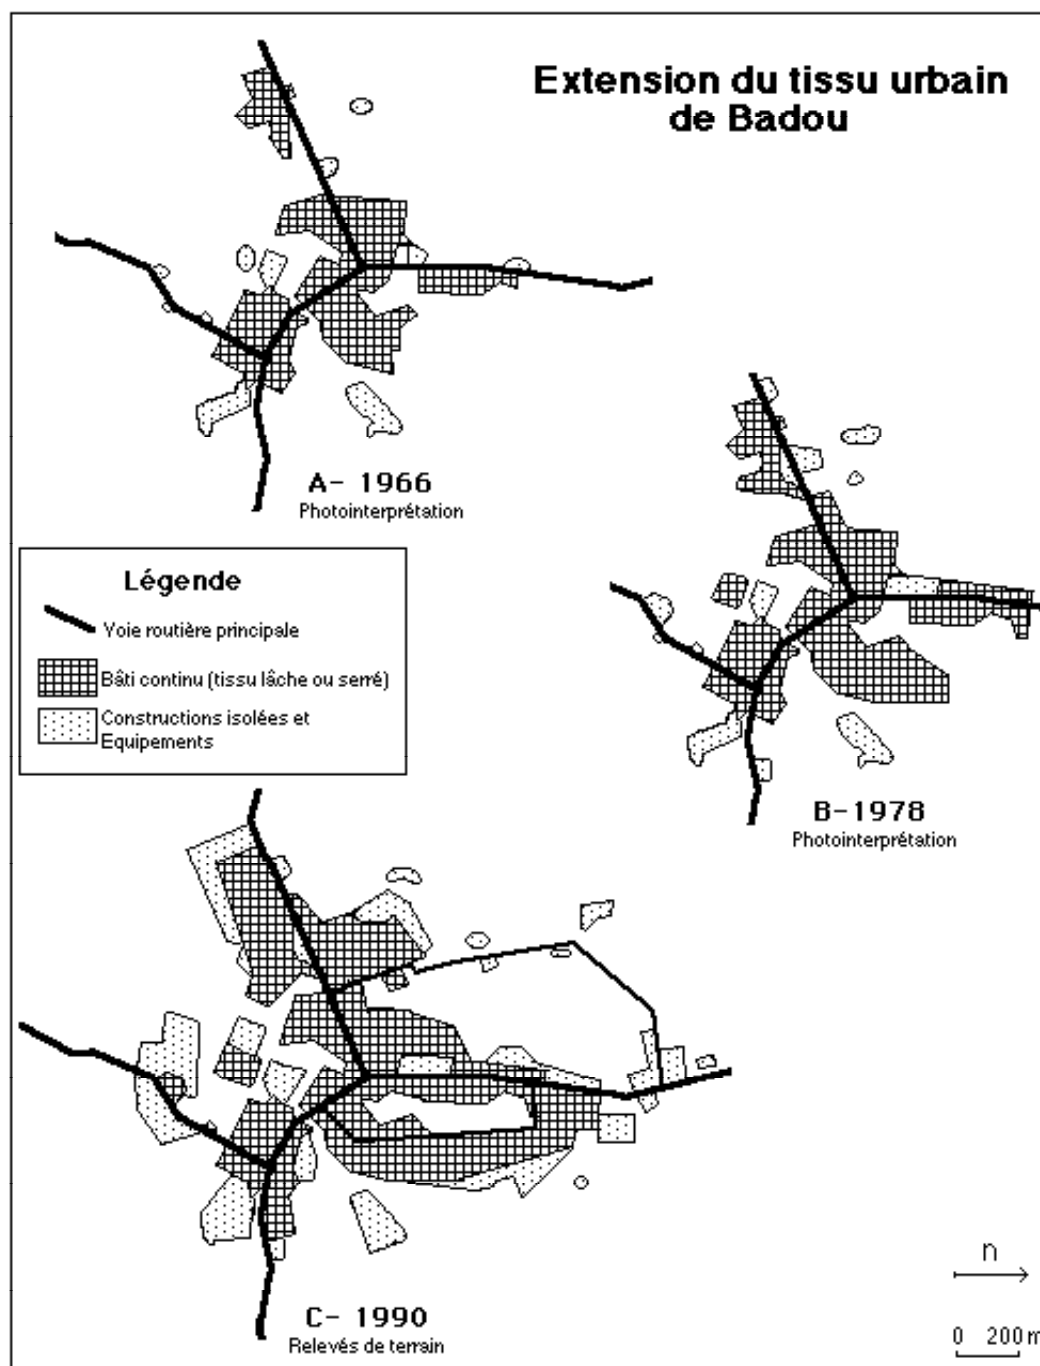 Extension du tissu urbain
de Badou
A- 1966
Photointerprétation
Légende
Voie routière principale
Bâti continu (tissu lâche ou serré)
Constructions isolées et
Equipements
B-1978
Photointerprétation
C- 1990
Relevés de terrain
n
0 200 m